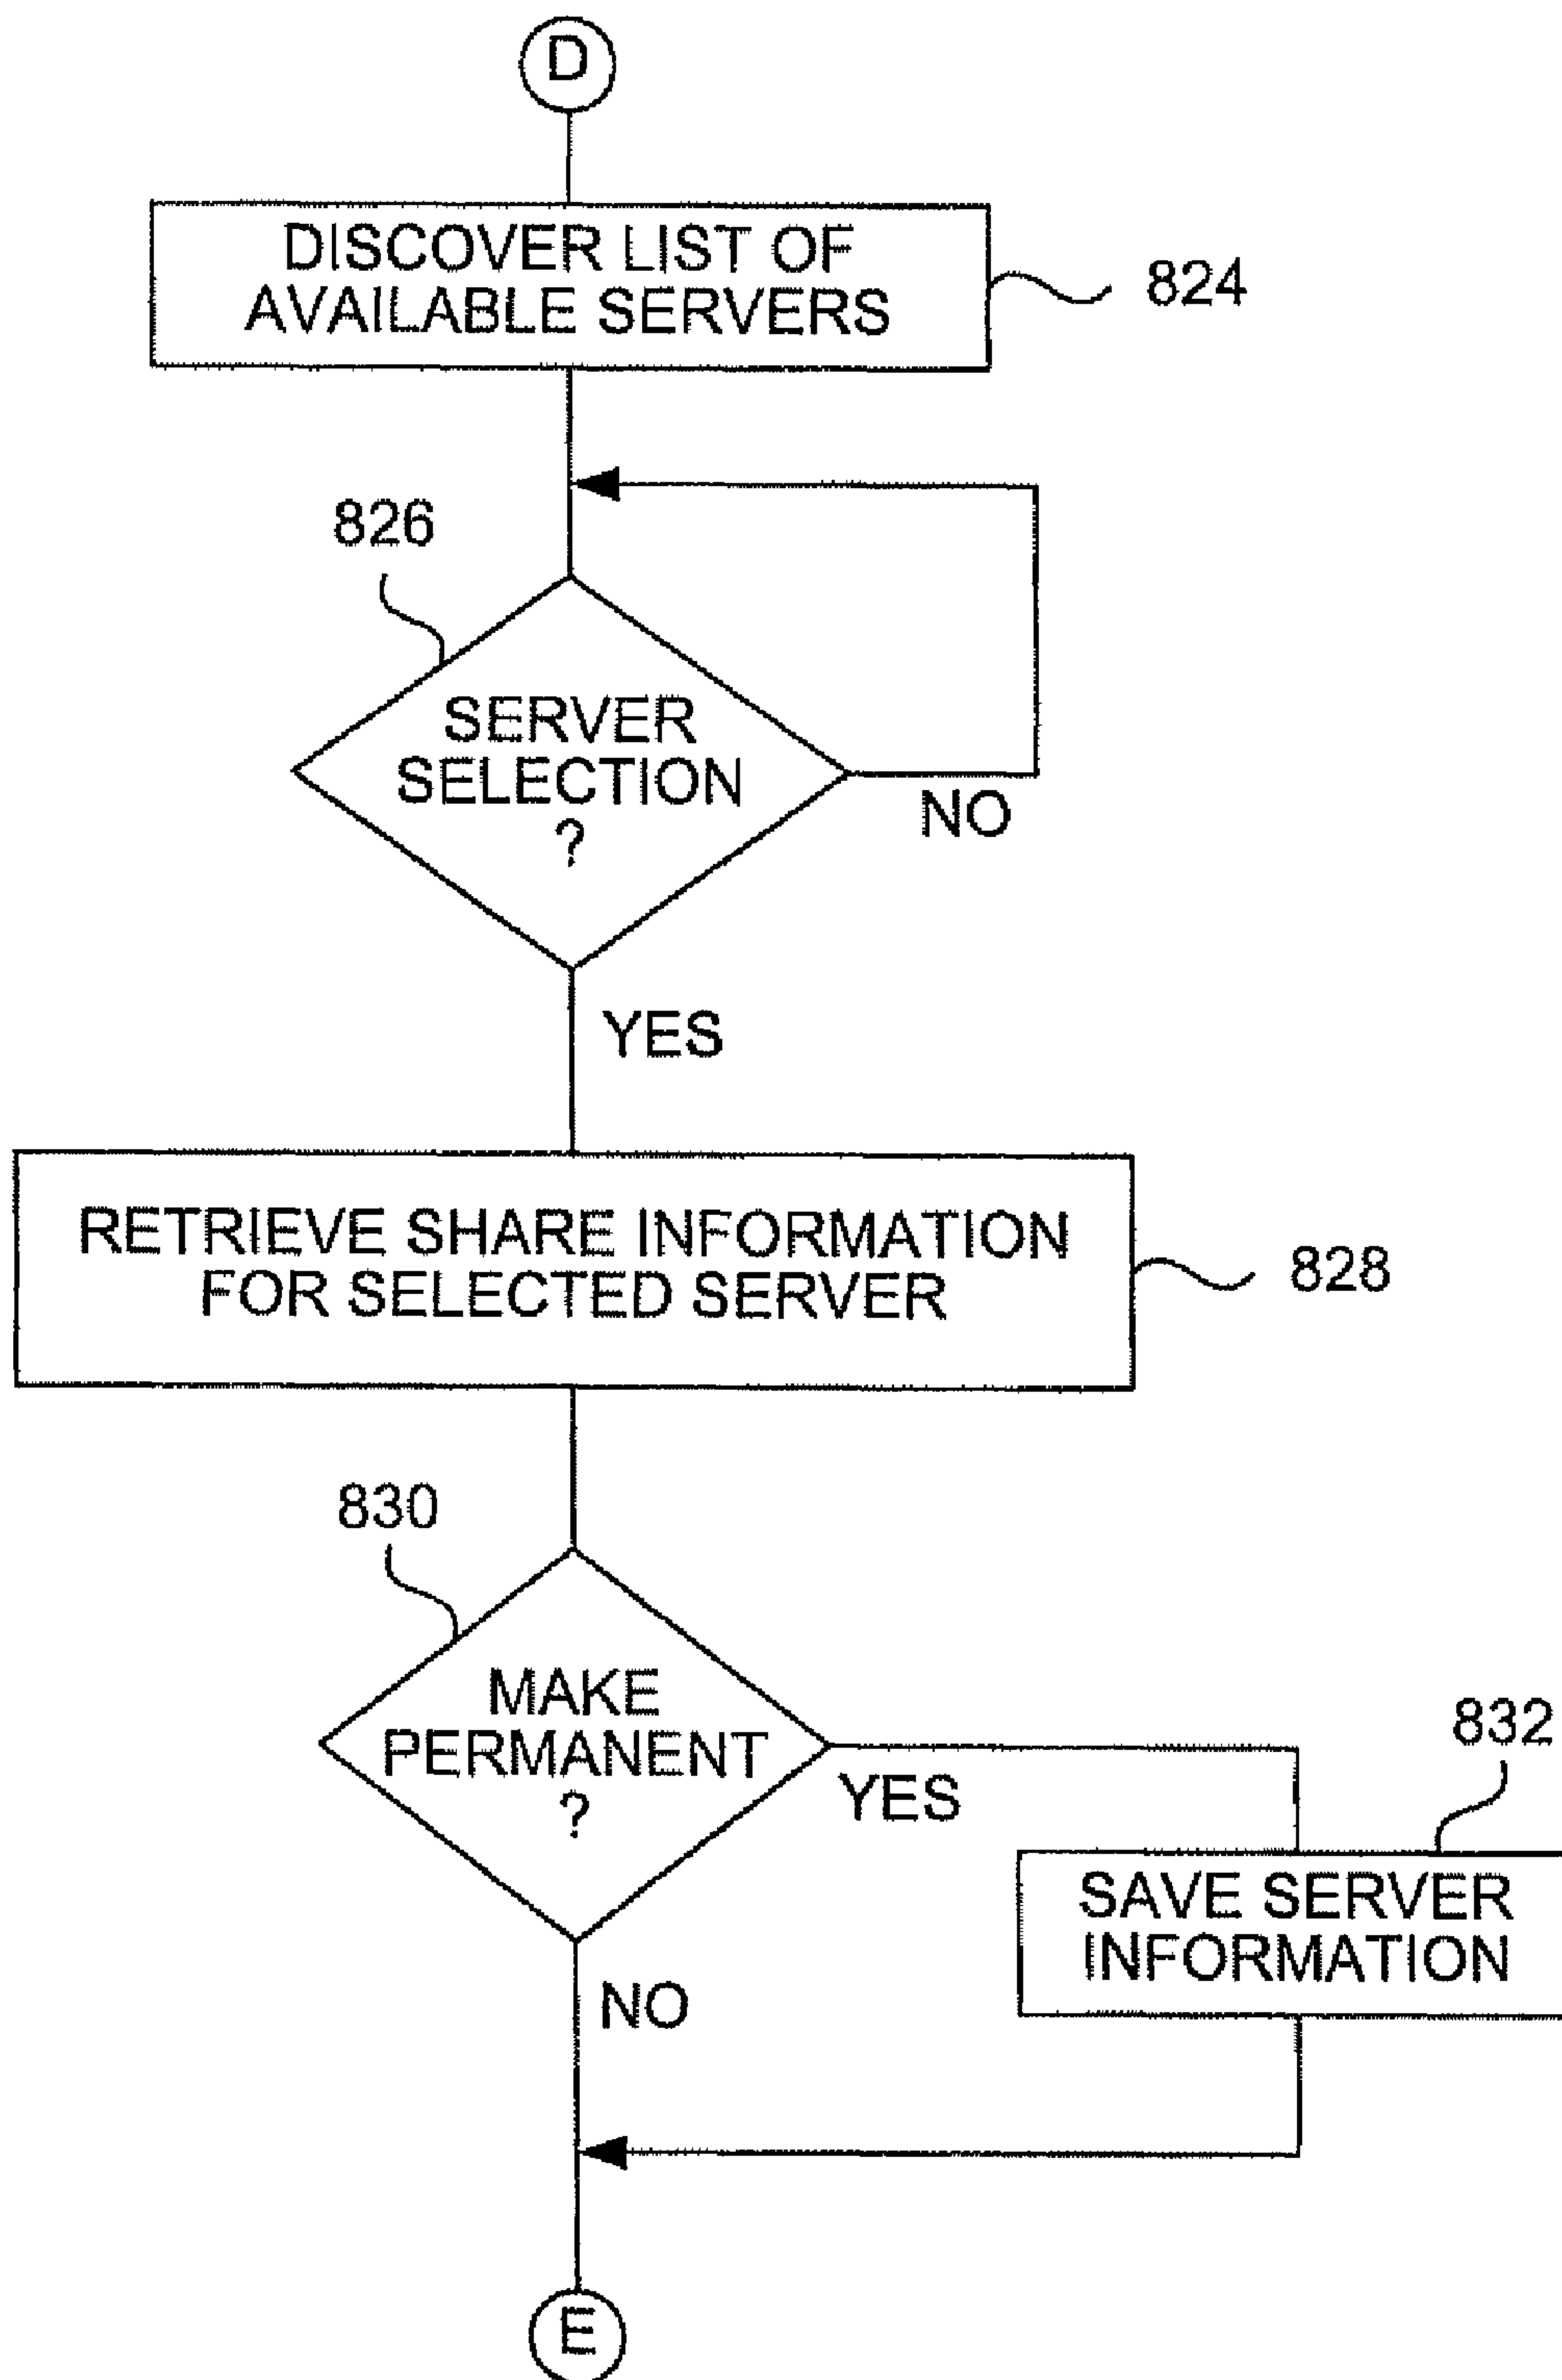 D
DISCOVER LIST OF
AVAILABLE SERVERS
824
826
SERVER
SELECTION
?
NO
YES
RETRIEVE SHARE INFORMATION
FOR SELECTED SERVER
828
830
MAKE
PERMANENT
?
YES
832
SAVE SERVER
INFORMATION
NO
E